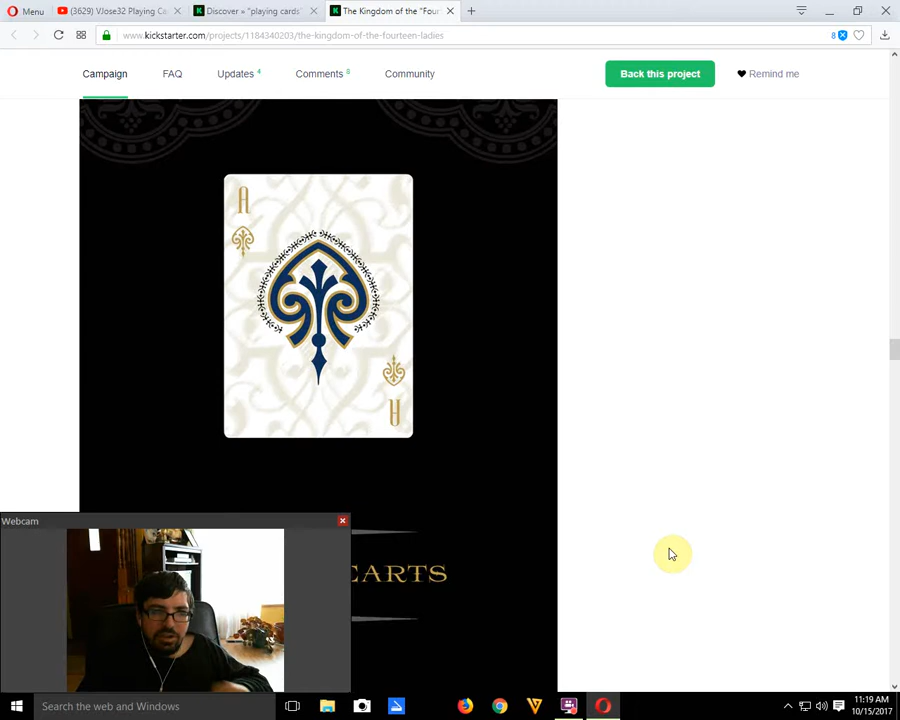 Menu
(3629) VJose32 Playing Ca
Discover » "playing cards"
The Kingdom of the "Four
www.kickstarter.com/projects/1184340203/the-kingdom-of-the-fourteen-ladies
8
Campaign
FAQ
Updates 4
Comments 8
Community
Back this project
Remind me
A
A
Webcam
EARTS
Search the web and Windows
11:19 AM
10/15/2017